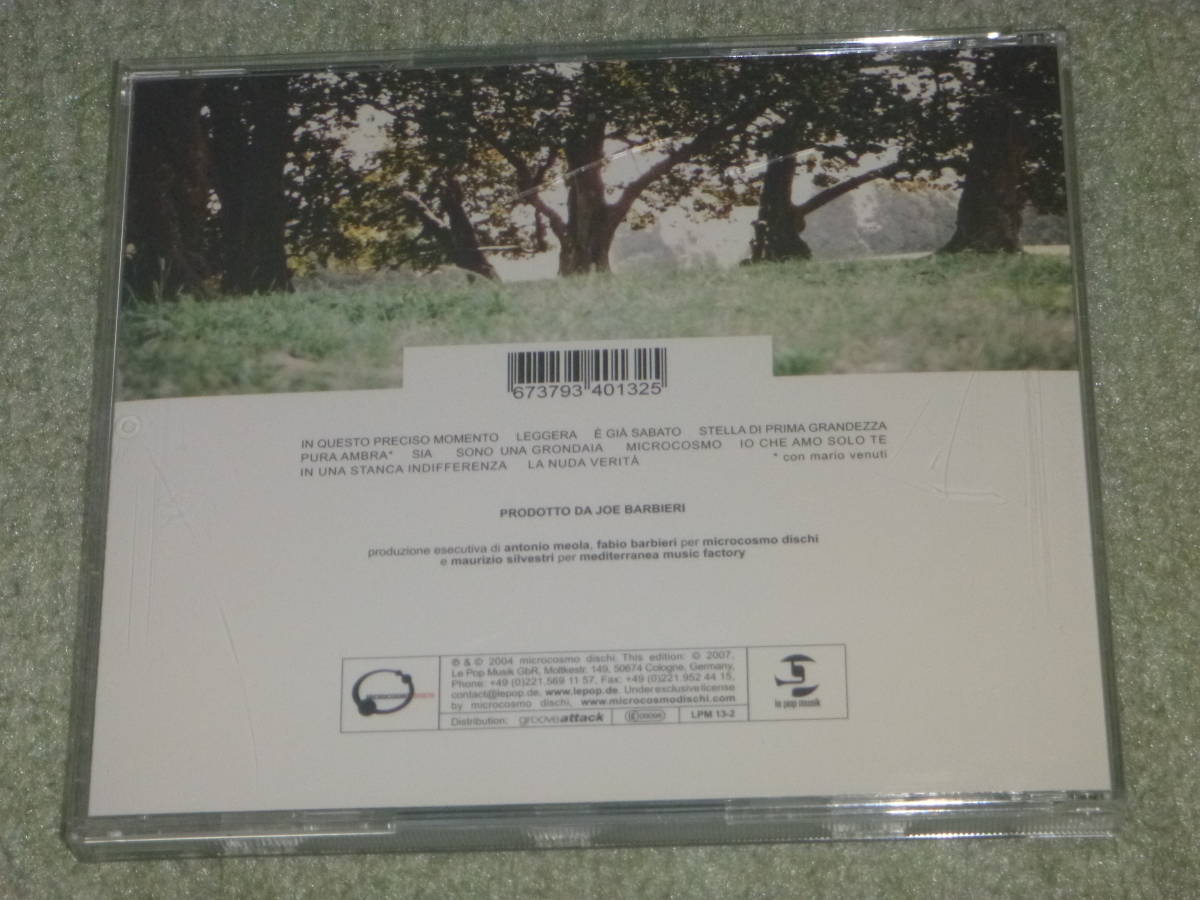 673793 401325
IN QUESTO PRECISO MOMENTO LEGGERA È GIÀ SABATO STELLA DI PRIMA GRANDEZZA
PURA AMBRA* SIA SONO UNA GRONDAIA MICROCOSMO IO CHE AMO SOLO TE
IN UNA STANCA INDIFFERENZA LA NUDA VERITÀ * con mario venuti
PRODOTTO DA JOE BARBIERI
produzione esecutiva di antonio meola, fabio barbieri per microcosmo dischi
e maurizio silvestri per mediterranea music factory
MICROCOSMO
℗ & © 2004 microcosmo dischi. This edition: © 2007,
Le Pop Musik GbR, Moltkestr. 149, 50674 Cologne, Germany,
Phone: +49 (0)221.569 11 57, Fax: +49 (0)221.952 44 15,
contact@lepop.de, www.lepop.de. Under exclusive license
by microcosmo dischi, www.microcosmodischi.com
Distribution: grooveattack LPM 13-2
le pop musik